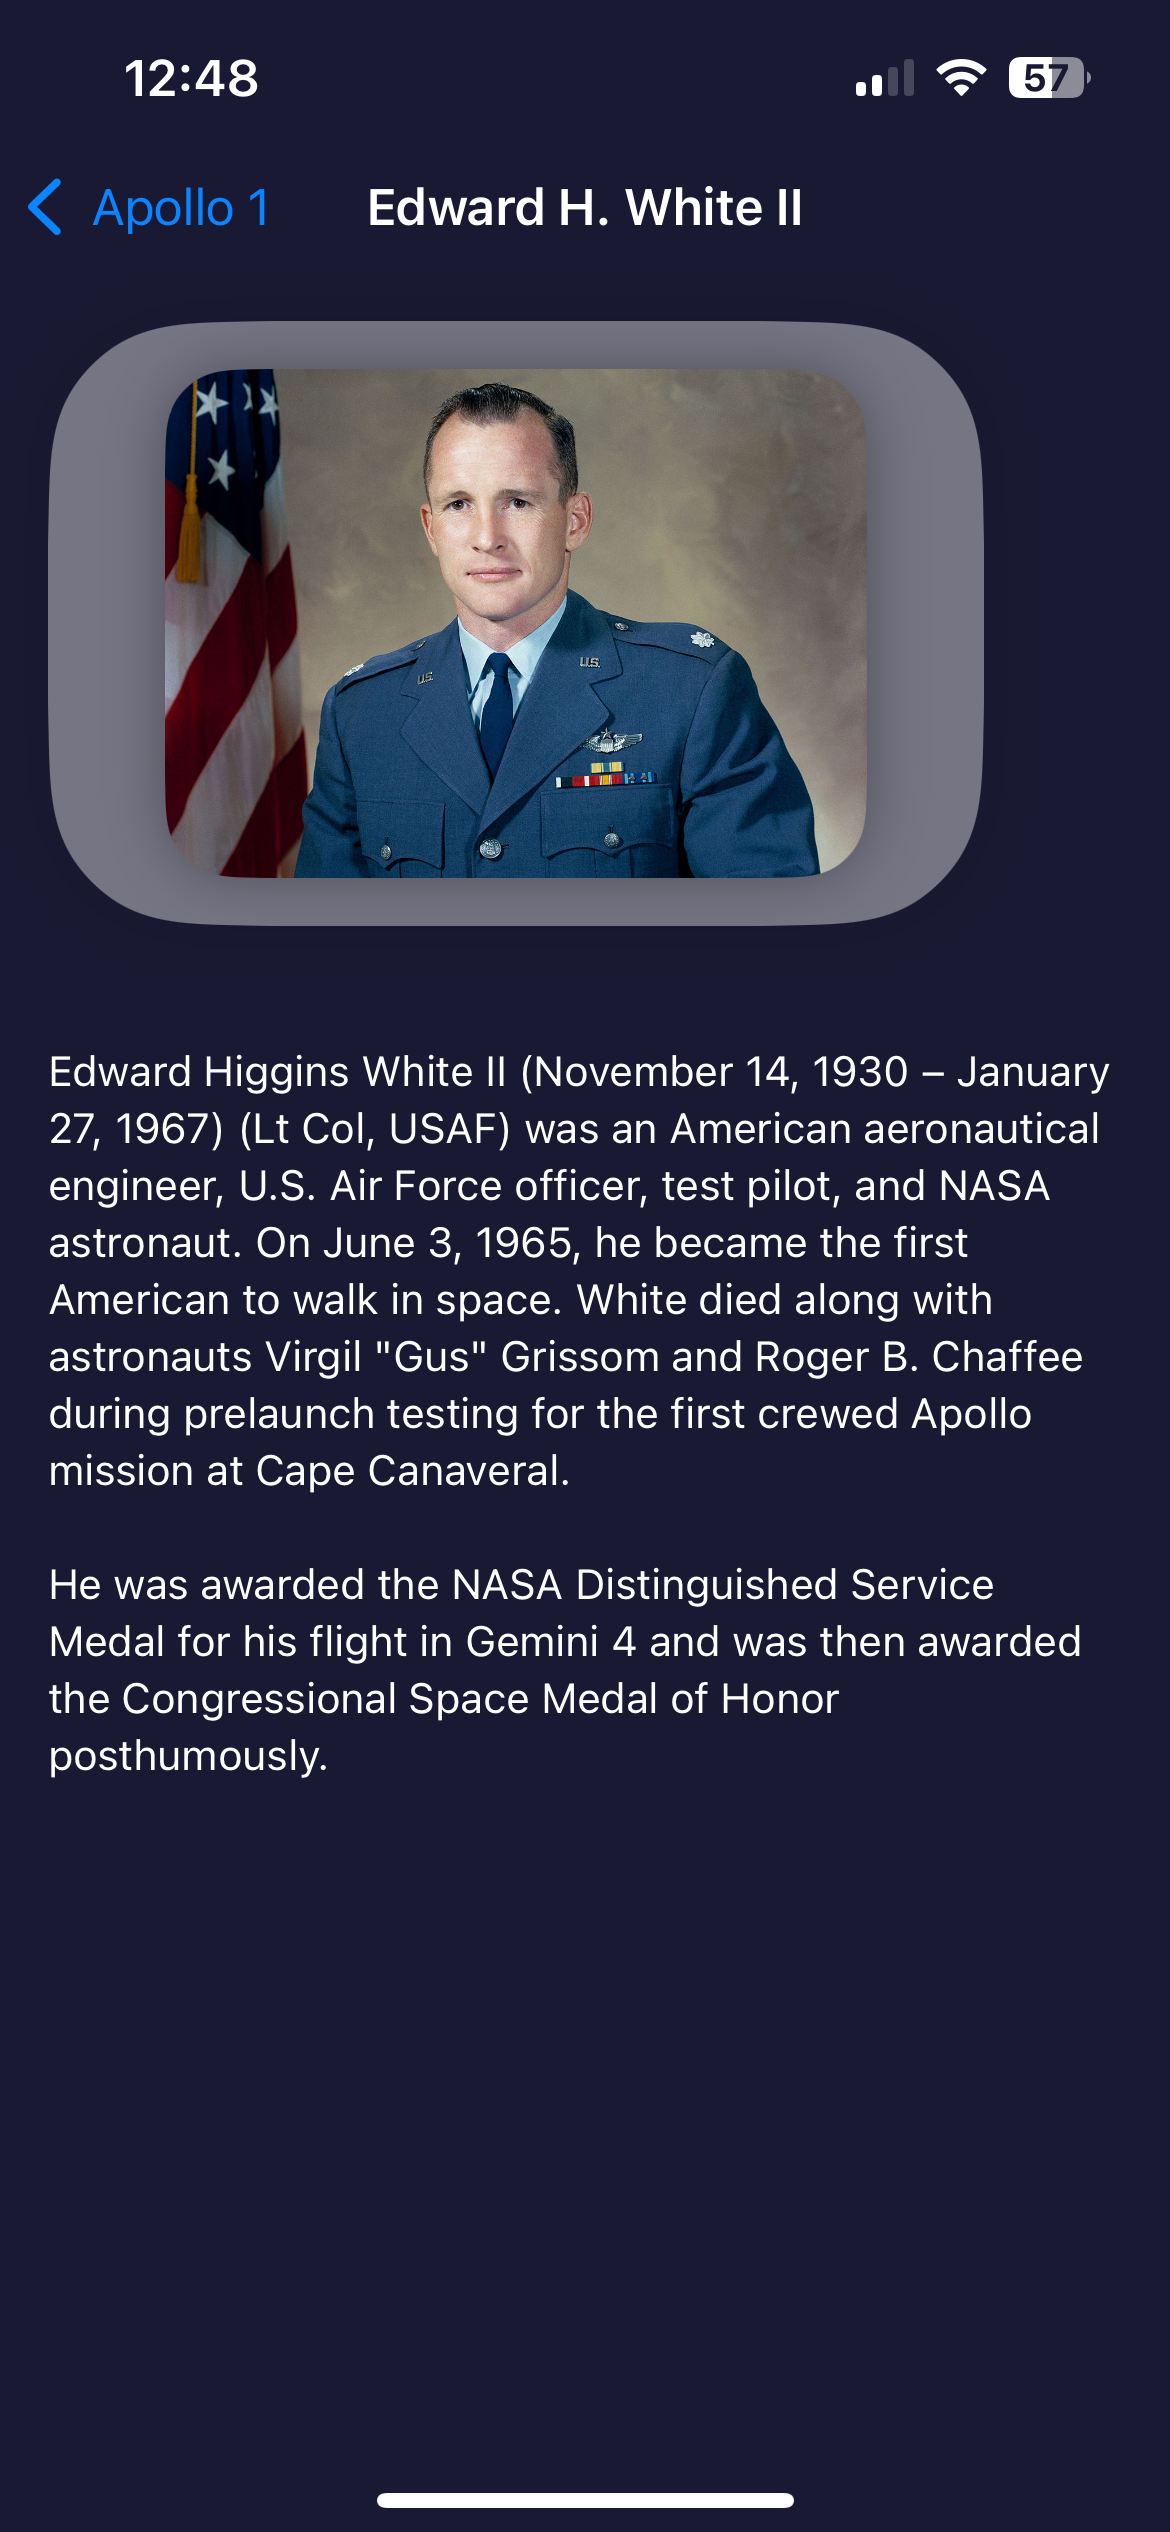 12:48
57
Apollo 1
Edward H. White II
U.S.
U.S.
Edward Higgins White II (November 14, 1930 – January
27, 1967) (Lt Col, USAF) was an American aeronautical
engineer, U.S. Air Force officer, test pilot, and NASA
astronaut. On June 3, 1965, he became the first
American to walk in space. White died along with
astronauts Virgil "Gus" Grissom and Roger B. Chaffee
during prelaunch testing for the first crewed Apollo
mission at Cape Canaveral.
He was awarded the NASA Distinguished Service
Medal for his flight in Gemini 4 and was then awarded
the Congressional Space Medal of Honor
posthumously.